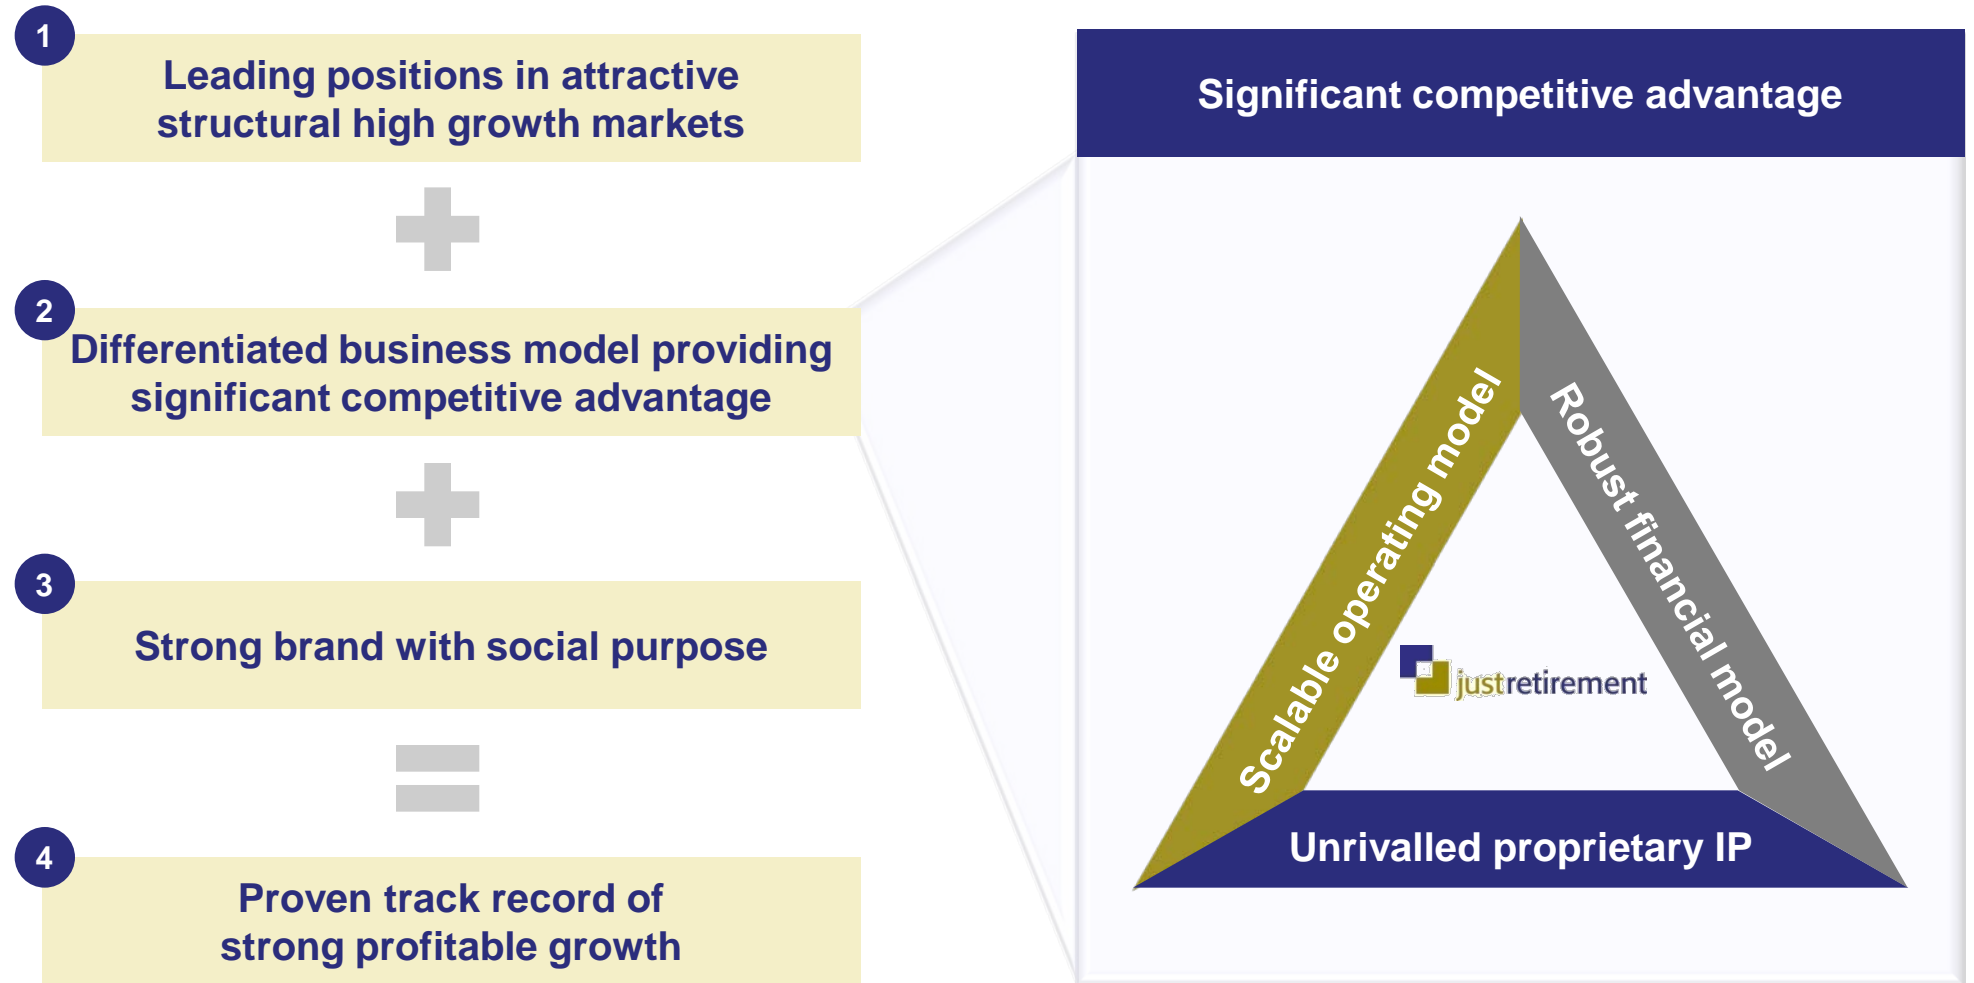 1
Leading positions in attractive
structural high growth markets
2
Differentiated business model providing
significant competitive advantage
3
Strong brand with social purpose
4
Proven track record of
strong profitable growth
Significant competitive advantage
Scalable operating model
Robust financial model
justretirement
Unrivalled proprietary IP